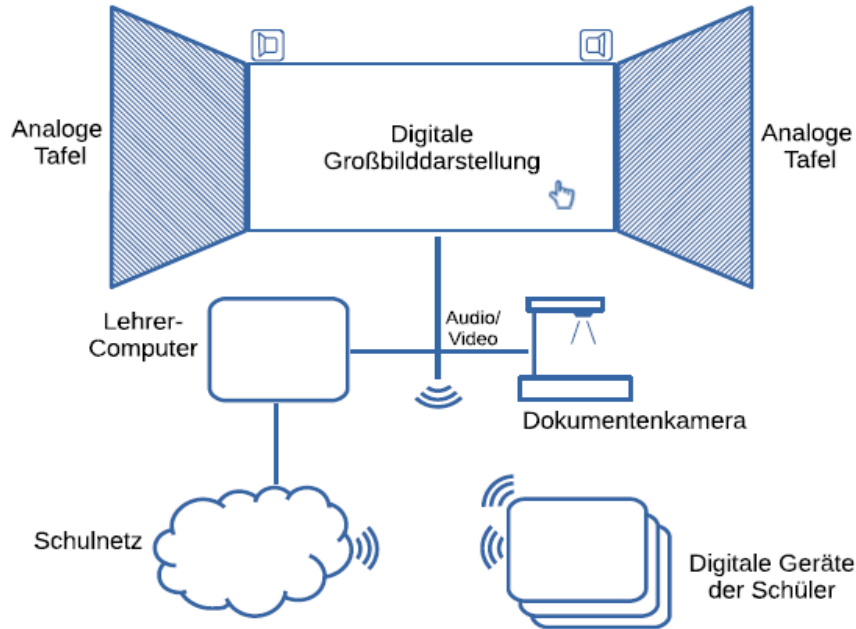 Analoge
Tafel
Digitale
Großbilddarstellung
Analoge
Tafel
Lehrer-
Computer
Audio/
Video
Dokumentenkamera
Schulnetz
Digitale Geräte
der Schüler